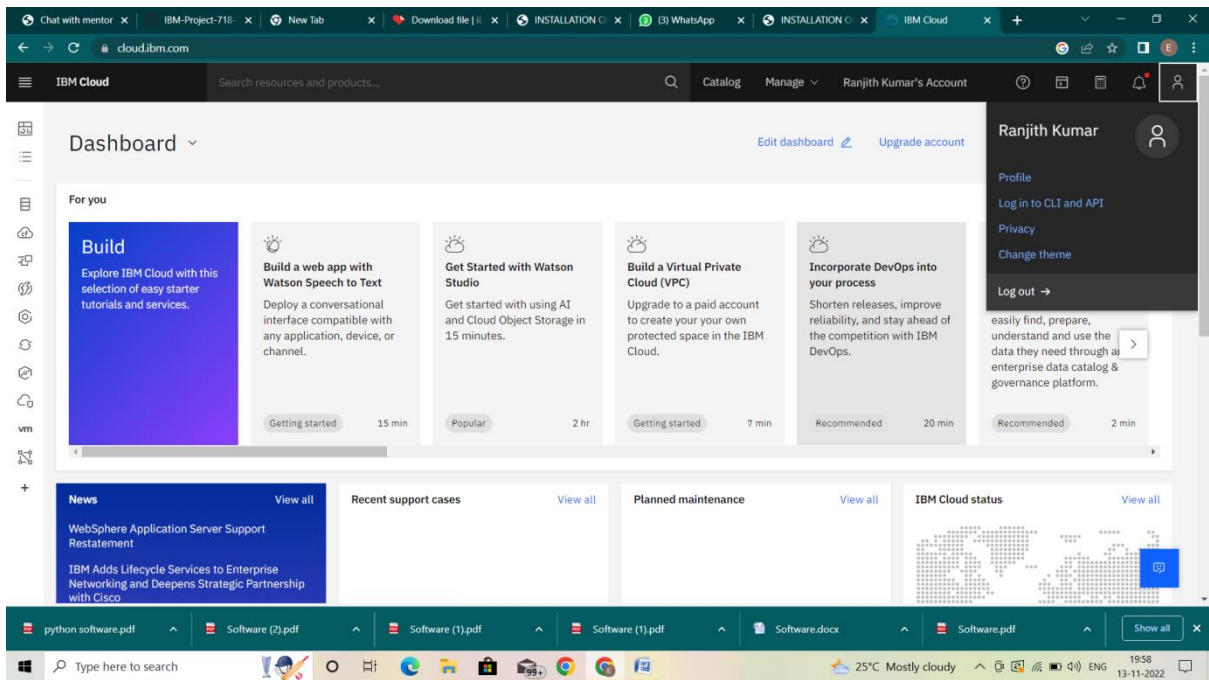 Chat with mentor
IBM-Project-718-
New Tab
Download file | iL
INSTALLATION O
(3) WhatsApp
INSTALLATION O
IBM Cloud
cloud.ibm.com
E
IBM Cloud
Search resources and products...
Catalog
Manage
Ranjith Kumar's Account
Ranjith Kumar
Profile
Log in to CLI and API
Privacy
Change theme
Log out →
Dashboard
Edit dashboard
Upgrade account
For you
Build
Explore IBM Cloud with this
selection of easy starter
tutorials and services.
Build a web app with
Watson Speech to Text
Deploy a conversational
interface compatible with
any application, device, or
channel.
Getting started
15 min
Get Started with Watson
Studio
Get started with using AI
and Cloud Object Storage in
15 minutes.
Popular
2 hr
Build a Virtual Private
Cloud (VPC)
Upgrade to a paid account
to create your your own
protected space in the IBM
Cloud.
Getting started
7 min
Incorporate DevOps into
your process
Shorten releases, improve
reliability, and stay ahead of
the competition with IBM
DevOps.
Recommended
20 min
easily find, prepare,
understand and use the
data they need through a
enterprise data catalog &
governance platform.
Recommended
2 min
vm
News
View all
WebSphere Application Server Support
Restatement
IBM Adds Lifecycle Services to Enterprise
Networking and Deepens Strategic Partnership
with Cisco
Recent support cases
View all
Planned maintenance
View all
IBM Cloud status
View all
python software.pdf
Software (2).pdf
Software (1).pdf
Software (1).pdf
Software.docx
Software.pdf
Show all
Type here to search
99+
25°C Mostly cloudy
ENG
19:58
13-11-2022